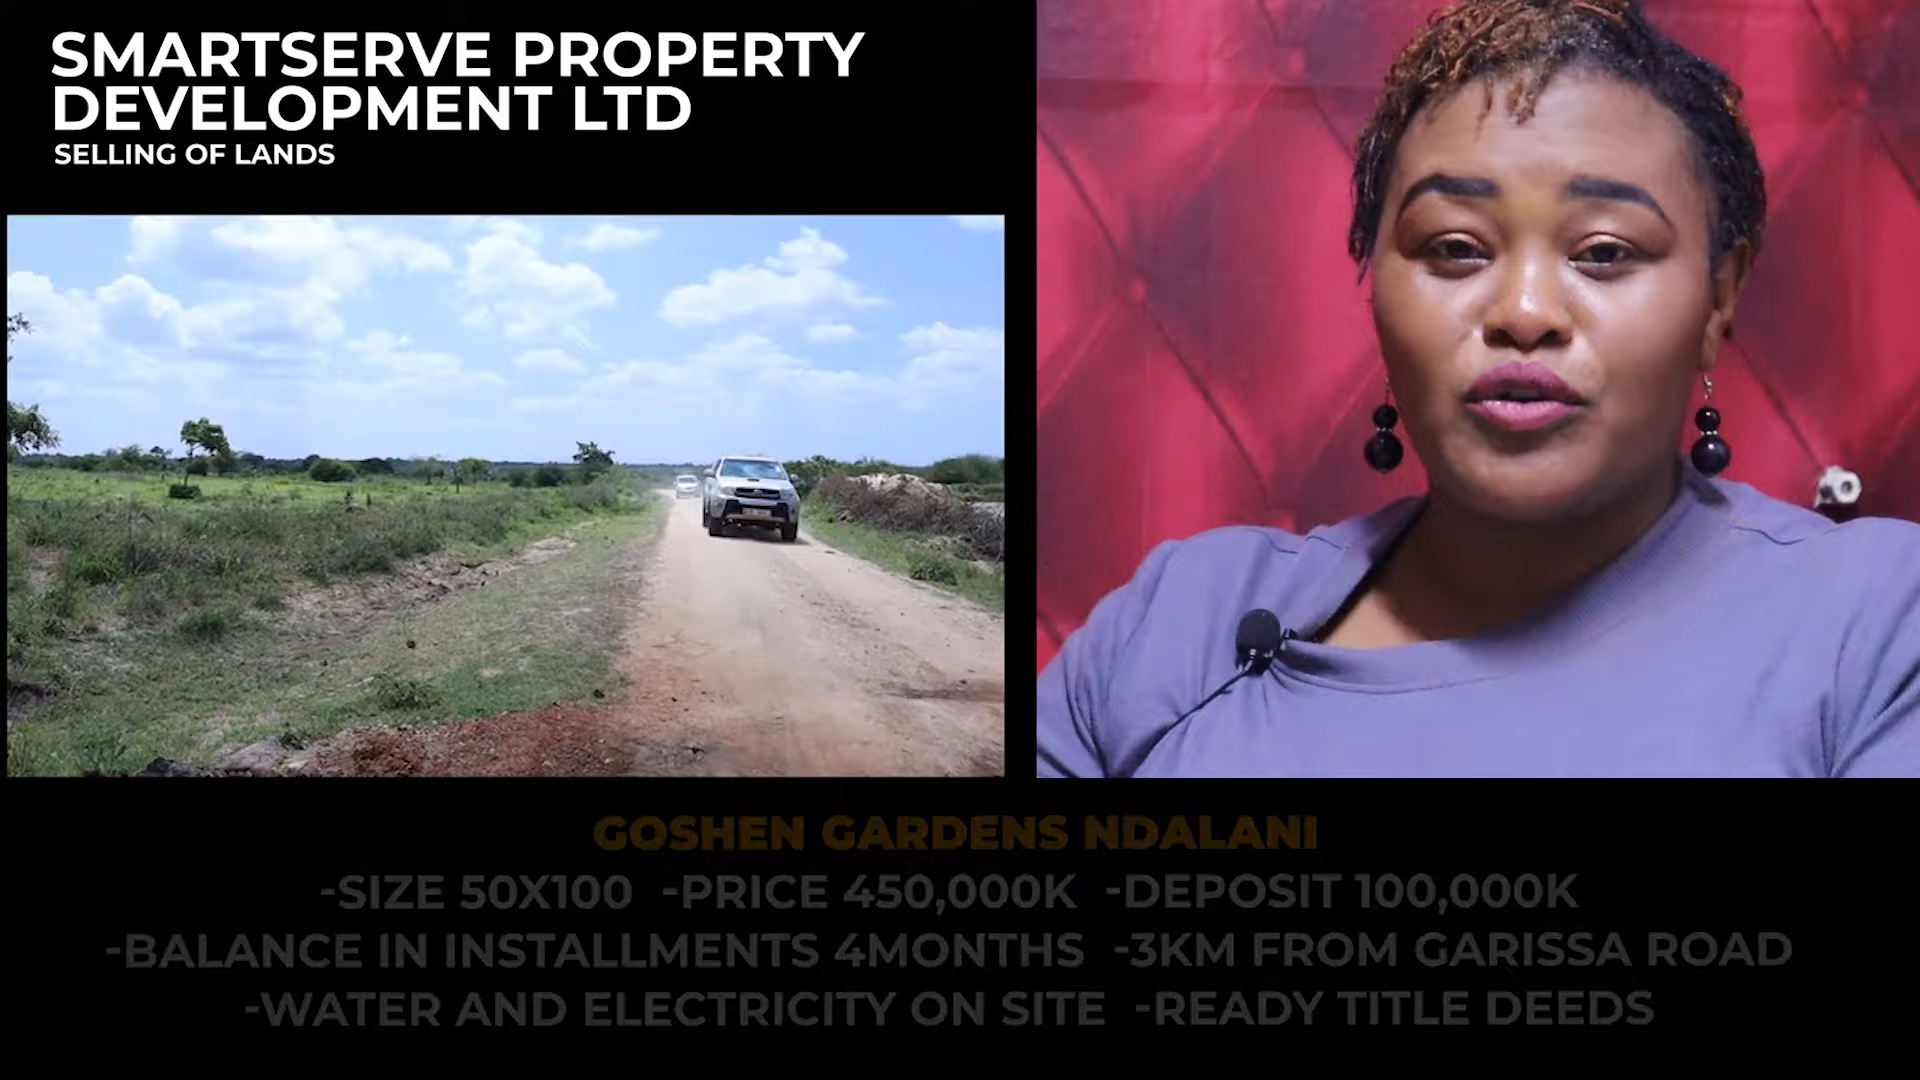 SMARTSERVE PROPERTY
DEVELOPMENT LTD
SELLING OF LANDS
GOSHEN GARDENS NDALANI
-SIZE 50X100 -PRICE 450,000K -DEPOSIT 100,000K
-BALANCE IN INSTALLMENTS 4MONTHS -3KM FROM GARISSA ROAD
-WATER AND ELECTRICITY ON SITE -READY TITLE DEEDS